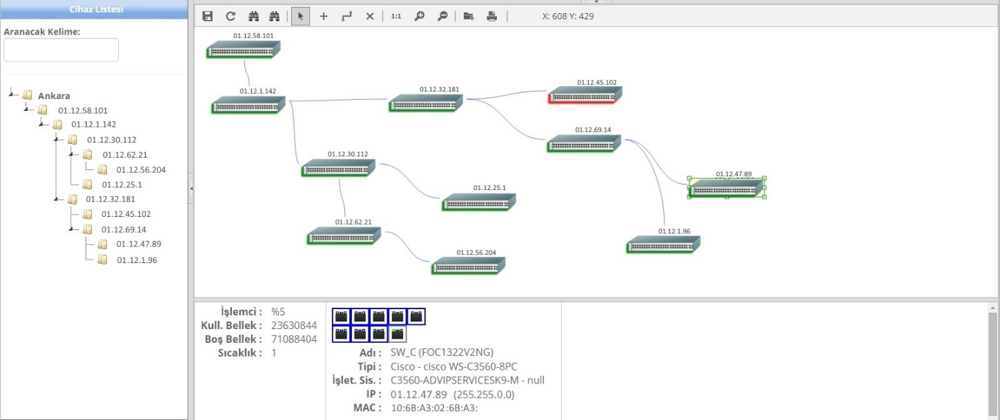 Cihaz Listesi
Aranacak Kelime:
Ankara
01.12.58.101
01.12.1.142
01.12.30.112
01.12.62.21
01.12.56.204
01.12.25.1
01.12.32.181
01.12.45.102
01.12.69.14
01.12.47.89
01.12.1.96
1:1
X: 608 Y: 429
01.12.58.101
01.12.1.142
01.12.32.181
01.12.45.102
01.12.69.14
01.12.30.112
01.12.47.89
01.12.25.1
01.12.62.21
01.12.1.96
01.12.56.204
İşlemci : %5
Kull. Bellek : 23630844
Boş Bellek : 71088404
Sıcaklık : 1
Adı : SW_C (FOC1322V2NG)
Tipi : Cisco - cisco WS-C3560-8PC
İşlet. Sis. : C3560-ADVIPSERVICESK9-M - null
IP : 01.12.47.89 (255.255.0.0)
MAC : 10:6B:A3:02:6B:A3: